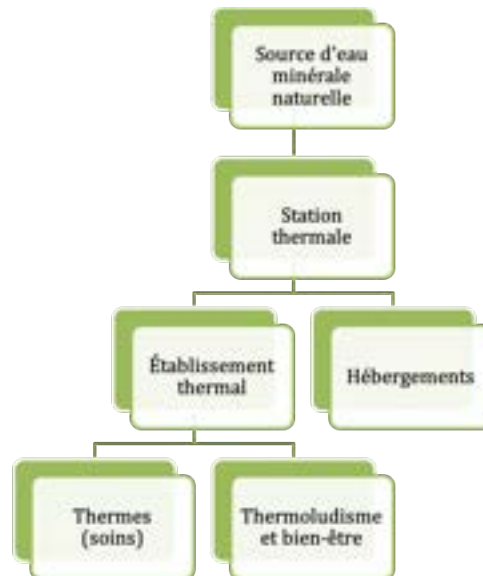 Source d'eau
minérale
naturelle
Station
thermale
Établissement
thermal
Hébergements
Thermes
(soins)
Thermoludisme
et bien-être